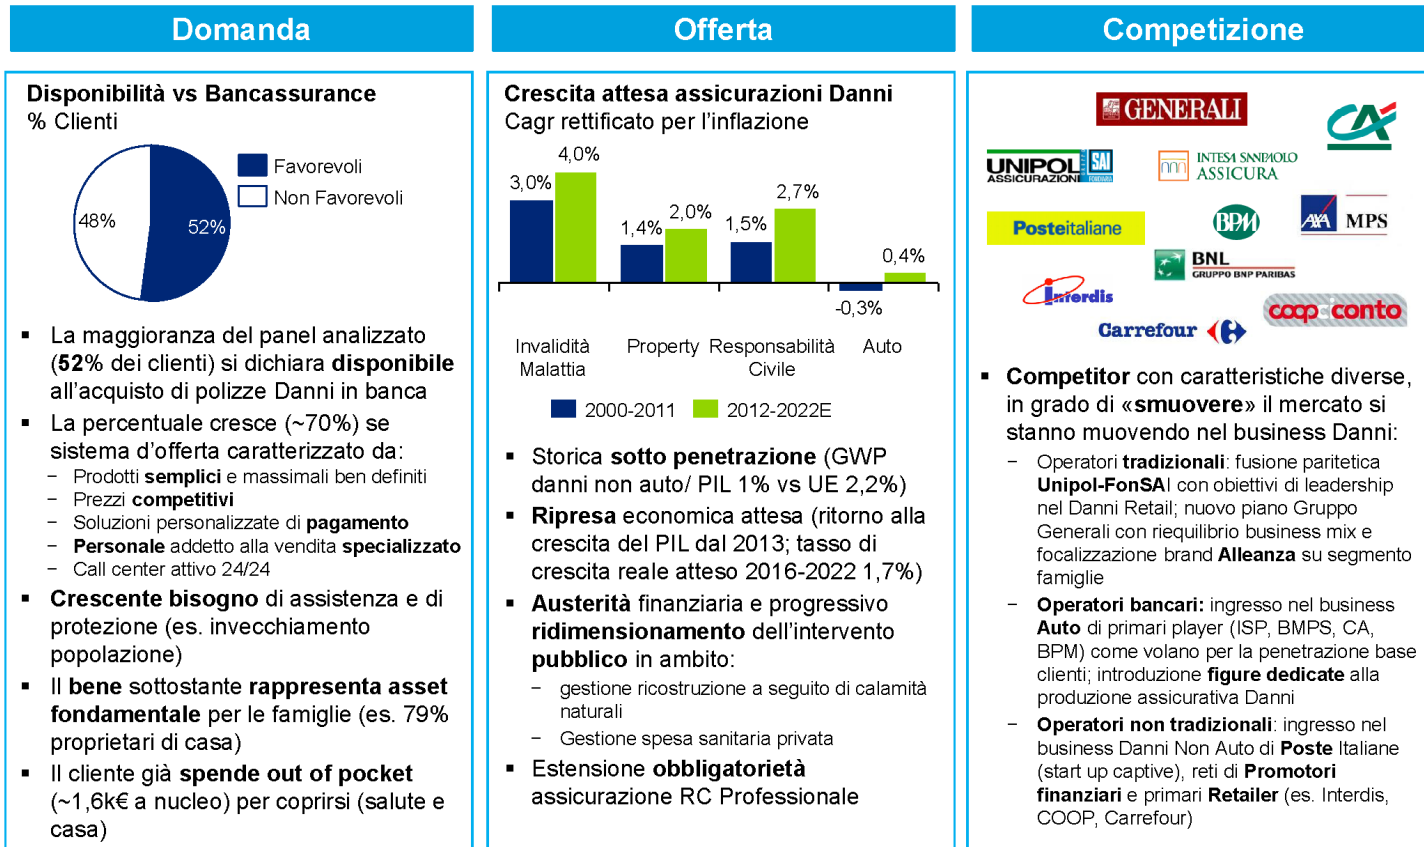 Domanda
Disponibilità vs Bancassurance
% Clienti
Favorevoli
Non Favorevoli
48%
52%
▪ La maggioranza del panel analizzato
(52% dei clienti) si dichiara disponibile
all'acquisto di polizze Danni in banca
▪ La percentuale cresce (~70%) se
sistema d'offerta caratterizzato da:
− Prodotti semplici e massimali ben definiti
− Prezzi competitivi
− Soluzioni personalizzate di pagamento
− Personale addetto alla vendita specializzato
− Call center attivo 24/24
▪ Crescente bisogno di assistenza e di
protezione (es. invecchiamento
popolazione)
▪ Il bene sottostante rappresenta asset
fondamentale per le famiglie (es. 79%
proprietari di casa)
▪ Il cliente già spende out of pocket
(~1,6k€ a nucleo) per coprirsi (salute e
casa)
Offerta
Crescita attesa assicurazioni Danni
Cagr rettificato per l'inflazione
3,0%
4,0%
1,4%
2,0%
1,5%
2,7%
-0,3%
0,4%
Invalidità
Malattia
Property
Responsabilità
Civile
Auto
2000-2011
2012-2022E
▪ Storica sotto penetrazione (GWP
danni non auto/ PIL 1% vs UE 2,2%)
▪ Ripresa economica attesa (ritorno alla
crescita del PIL dal 2013; tasso di
crescita reale atteso 2016-2022 1,7%)
▪ Austerità finanziaria e progressivo
ridimensionamento dell'intervento
pubblico in ambito:
− gestione ricostruzione a seguito di calamità
naturali
− Gestione spesa sanitaria privata
▪ Estensione obbligatorietà
assicurazione RC Professionale
Competizione
GENERALI
CA
UNIPOL
ASSICURAZIONI
SAI
FONDIARIA
INTESA SANPAOLO
ASSICURA
Posteitaliane
BPM
AXA MPS
BNL
GRUPPO BNP PARIBAS
Interdis
coop ci conto
Carrefour
▪ Competitor con caratteristiche diverse,
in grado di «smuovere» il mercato si
stanno muovendo nel business Danni:
− Operatori tradizionali: fusione paritetica
Unipol-FonSAI con obiettivi di leadership
nel Danni Retail; nuovo piano Gruppo
Generali con riequilibrio business mix e
focalizzazione brand Alleanza su segmento
famiglie
− Operatori bancari: ingresso nel business
Auto di primari player (ISP, BMPS, CA,
BPM) come volano per la penetrazione base
clienti; introduzione figure dedicate alla
produzione assicurativa Danni
− Operatori non tradizionali: ingresso nel
business Danni Non Auto di Poste Italiane
(start up captive), reti di Promotori
finanziari e primari Retailer (es. Interdis,
COOP, Carrefour)